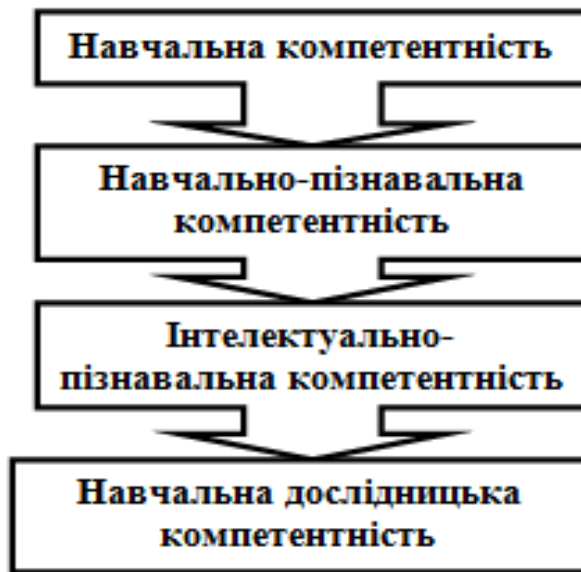 Навчальна компетентність
Навчально-пізнавальна
компетентність
Інтелектуально-
пізнавальна компетентність
Навчальна дослідницька
компетентність